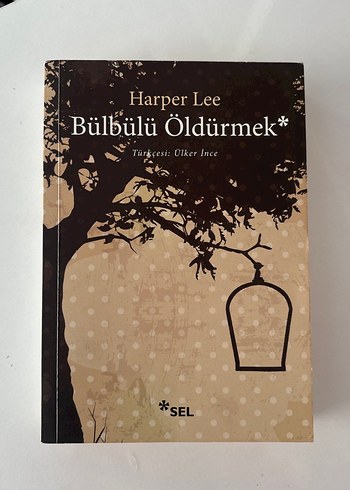 Harper Lee
Bülbülü Öldürmek*
Türkçesi: Ülker İnce
*SEL